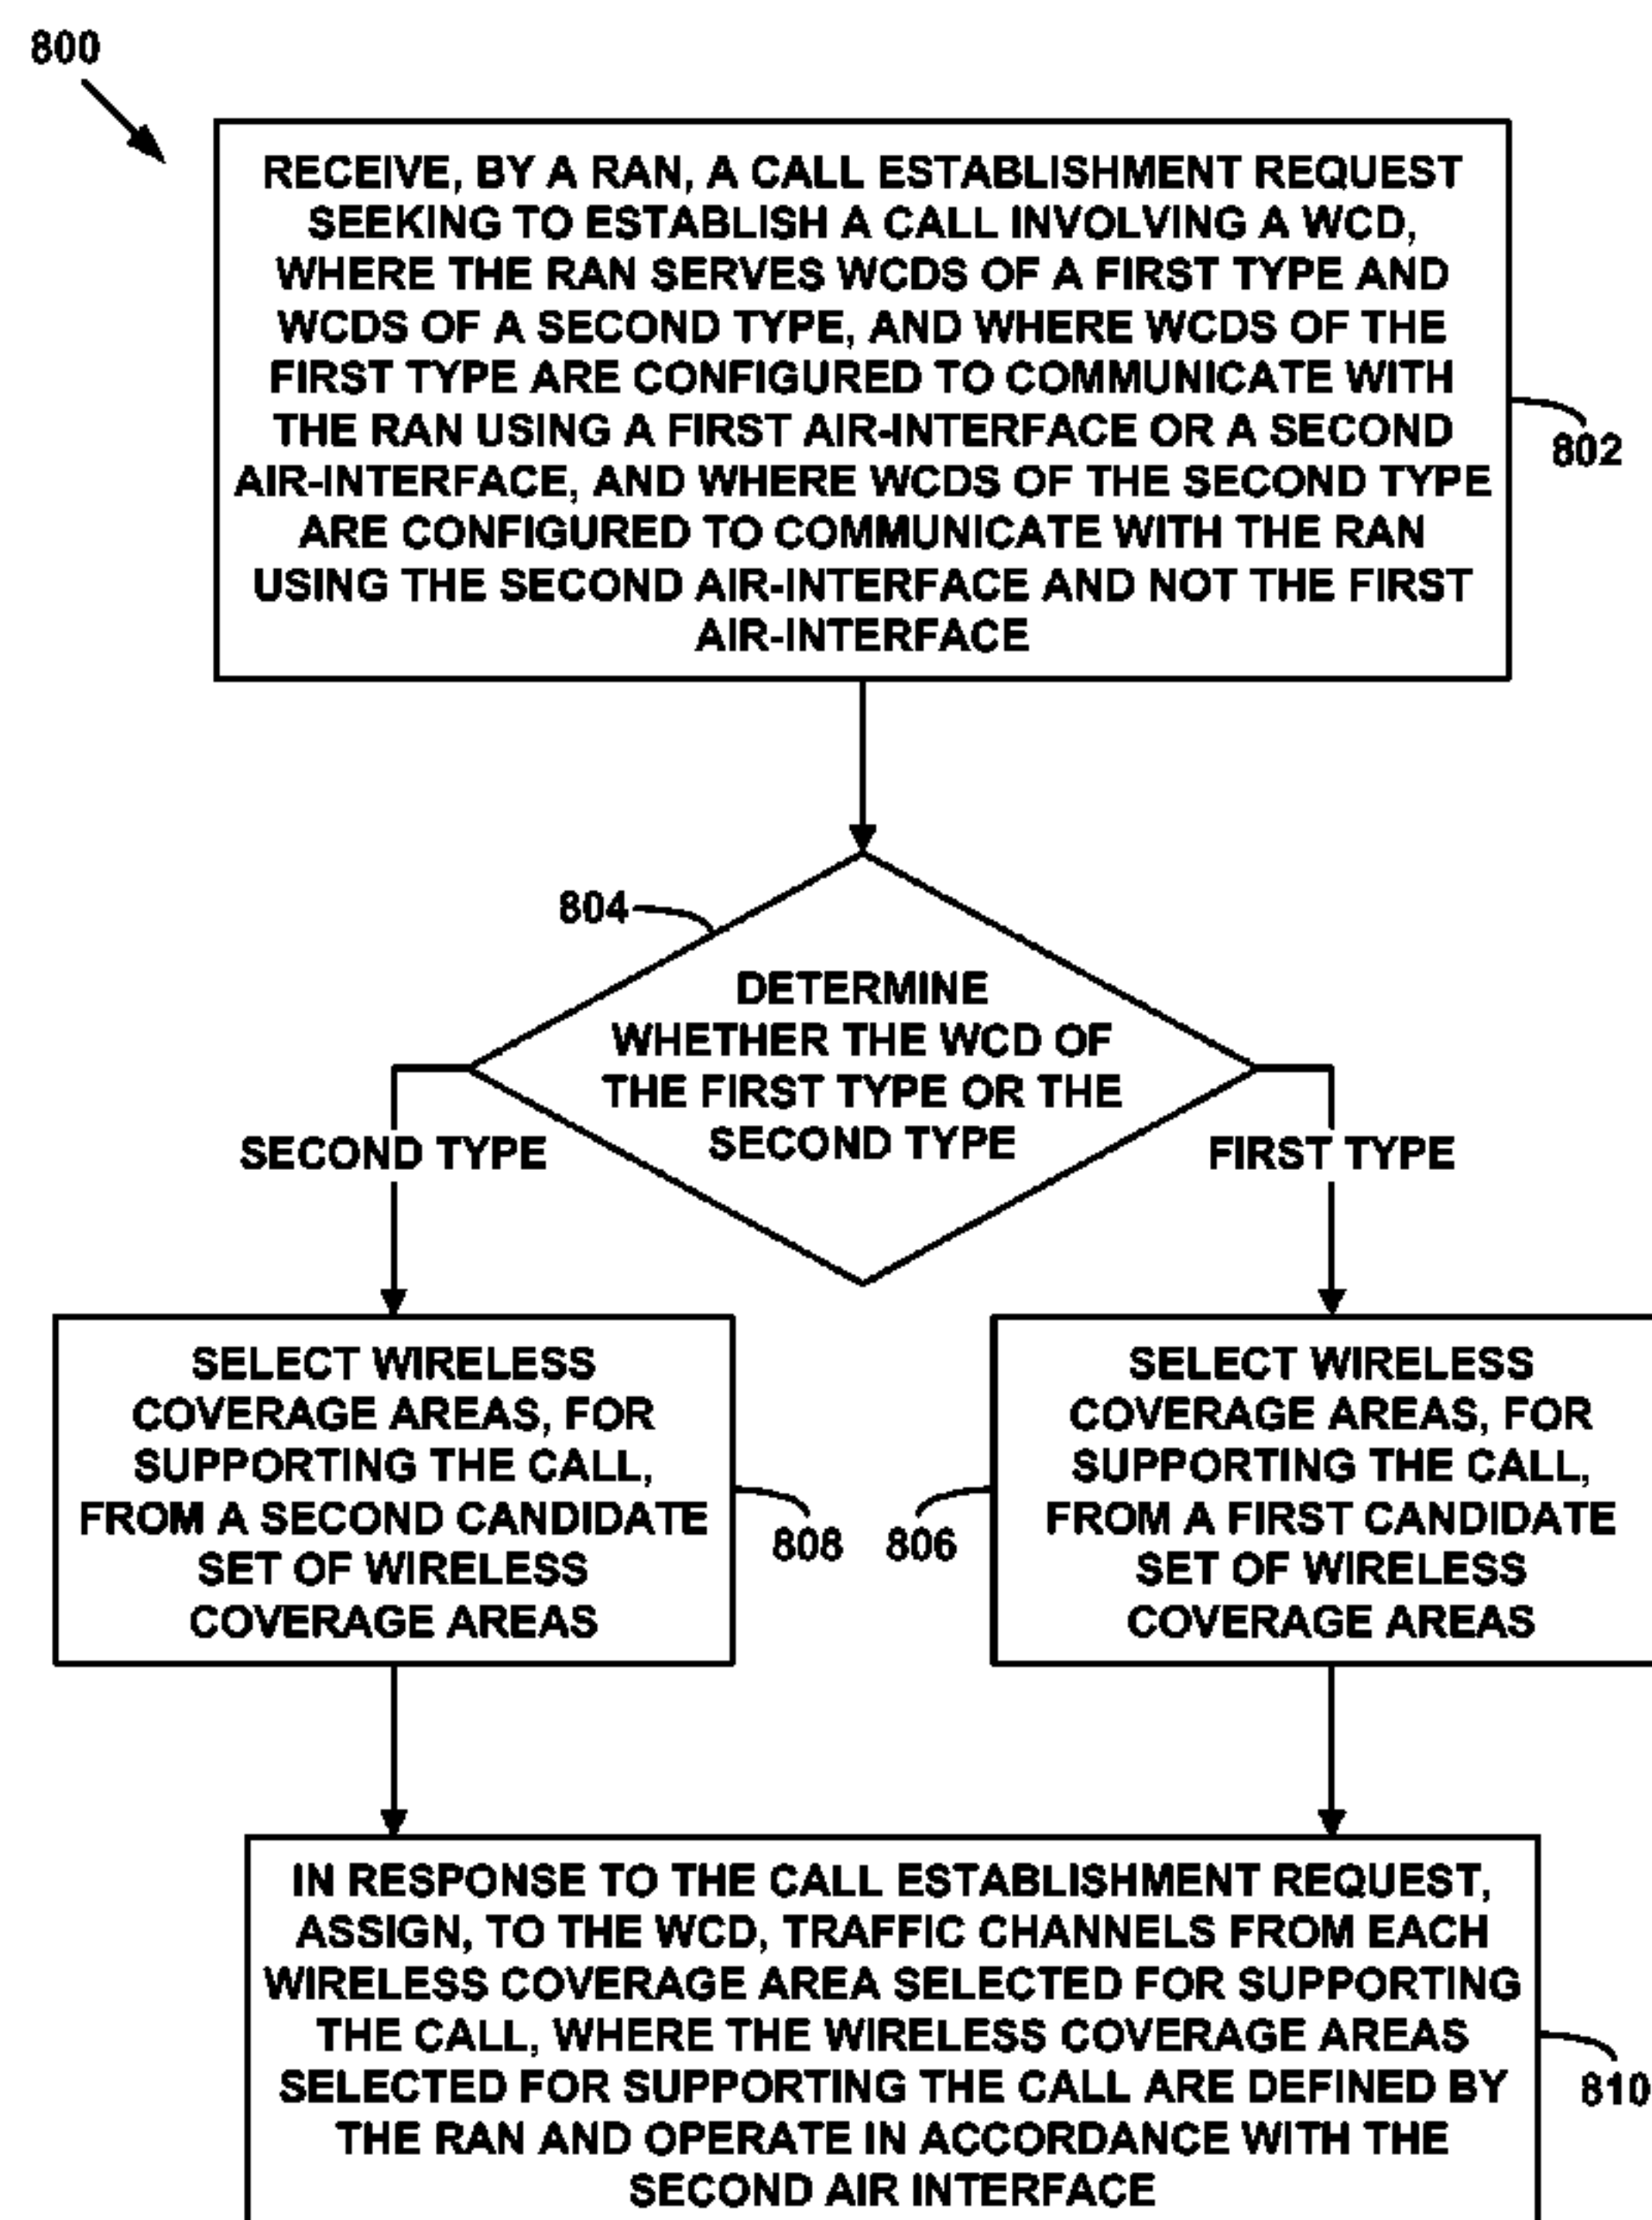 800
RECEIVE, BY A RAN, A CALL ESTABLISHMENT REQUEST
SEEKING TO ESTABLISH A CALL INVOLVING A WCD,
WHERE THE RAN SERVES WCDS OF A FIRST TYPE AND
WCDS OF A SECOND TYPE, AND WHERE WCDS OF THE
FIRST TYPE ARE CONFIGURED TO COMMUNICATE WITH
THE RAN USING A FIRST AIR-INTERFACE OR A SECOND
AIR-INTERFACE, AND WHERE WCDS OF THE SECOND TYPE
ARE CONFIGURED TO COMMUNICATE WITH THE RAN
USING THE SECOND AIR-INTERFACE AND NOT THE FIRST
AIR-INTERFACE
802
804
DETERMINE
WHETHER THE WCD OF
THE FIRST TYPE OR THE
SECOND TYPE
SECOND TYPE
FIRST TYPE
SELECT WIRELESS
COVERAGE AREAS, FOR
SUPPORTING THE CALL,
FROM A SECOND CANDIDATE
SET OF WIRELESS
COVERAGE AREAS
808
806
SELECT WIRELESS
COVERAGE AREAS, FOR
SUPPORTING THE CALL,
FROM A FIRST CANDIDATE
SET OF WIRELESS
COVERAGE AREAS
IN RESPONSE TO THE CALL ESTABLISHMENT REQUEST,
ASSIGN, TO THE WCD, TRAFFIC CHANNELS FROM EACH
WIRELESS COVERAGE AREA SELECTED FOR SUPPORTING
THE CALL, WHERE THE WIRELESS COVERAGE AREAS
SELECTED FOR SUPPORTING THE CALL ARE DEFINED BY
THE RAN AND OPERATE IN ACCORDANCE WITH THE
SECOND AIR INTERFACE
810